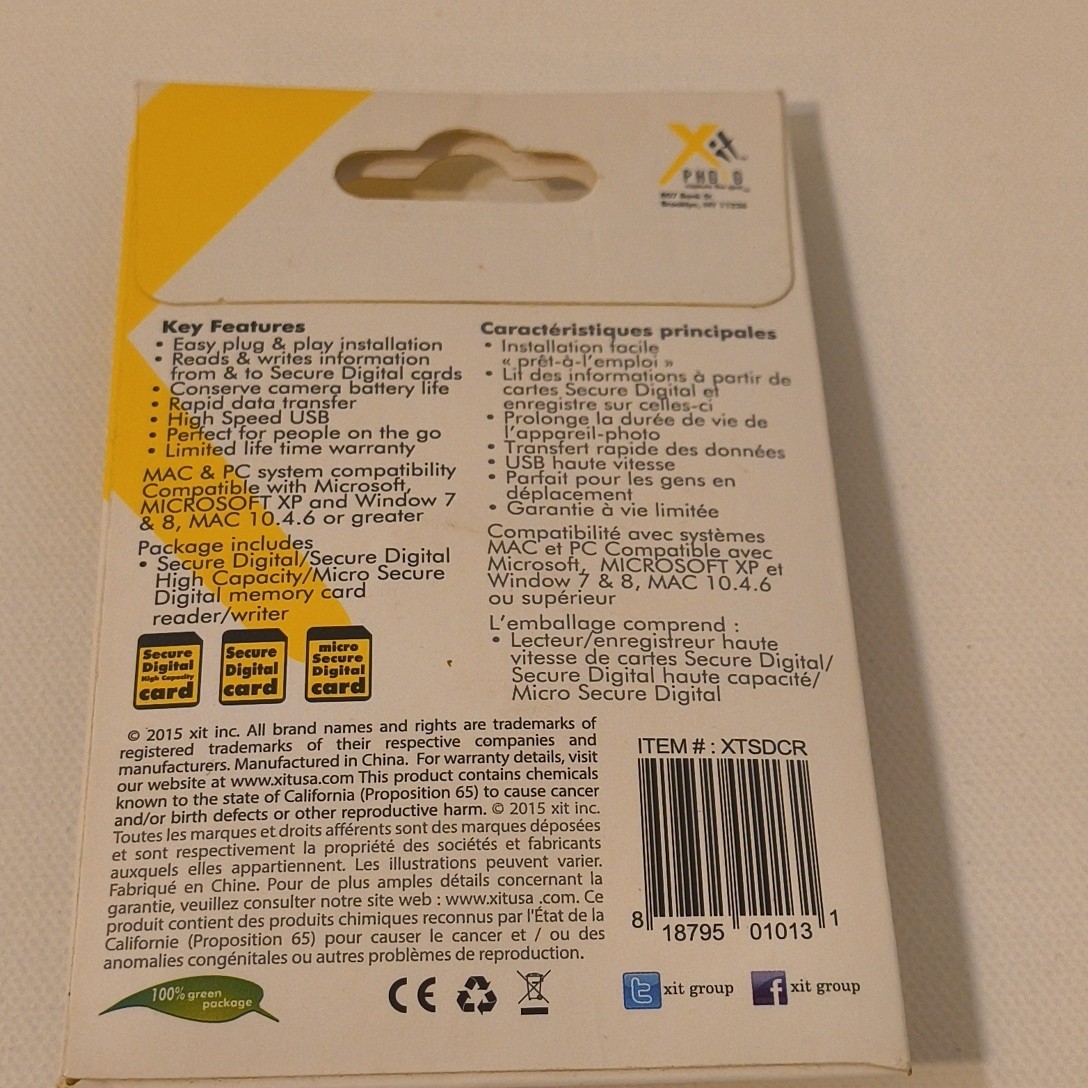 Xit
PHOTO
Key Features
• Easy plug & play installation
• Reads & writes information
from & to Secure Digital cards
• Conserve camera battery life
• Rapid data transfer
• High Speed USB
• Perfect for people on the go
• Limited life time warranty
MAC & PC system compatibility
Compatible with Microsoft,
MICROSOFT XP and Window 7
& 8, MAC 10.4.6 or greater
Package includes
• Secure Digital/Secure Digital
High Capacity/Micro Secure
Digital memory card
reader/writer
Secure
Digital
High Capacity
card
Secure
Digital
card
micro
Secure
Digital
card
Caractéristiques principales
• Installation facile
« prêt-à-l'emploi »
• Lit des informations à partir de
cartes Secure Digital et
enregistre sur celles-ci
• Prolonge la durée de vie de
l'appareil-photo
• Transfert rapide des données
• USB haute vitesse
• Parfait pour les gens en
déplacement
• Garantie à vie limitée
Compatibilité avec systèmes
MAC et PC Compatible avec
Microsoft, MICROSOFT XP et
Window 7 & 8, MAC 10.4.6
ou supérieur
L'emballage comprend :
• Lecteur/enregistreur haute
vitesse de cartes Secure Digital/
Secure Digital haute capacité/
Micro Secure Digital
© 2015 xit inc. All brand names and rights are trademarks of
registered trademarks of their respective companies and
manufacturers. Manufactured in China. For warranty details, visit
our website at www.xitusa.com This product contains chemicals
known to the state of California (Proposition 65) to cause cancer
and/or birth defects or other reproductive harm. © 2015 xit inc.
Toutes les marques et droits afférents sont des marques déposées
et sont respectivement la propriété des sociétés et fabricants
auxquels elles appartiennent. Les illustrations peuvent varier.
Fabriqué en Chine. Pour de plus amples détails concernant la
garantie, veuillez consulter notre site web : www.xitusa .com. Ce
produit contient des produits chimiques reconnus par l'État de la
Californie (Proposition 65) pour causer le cancer et / ou des
anomalies congénitales ou autres problèmes de reproduction.
ITEM # : XTSDCR
8 18795 01013 1
100% green
package
CE
xit group
xit group